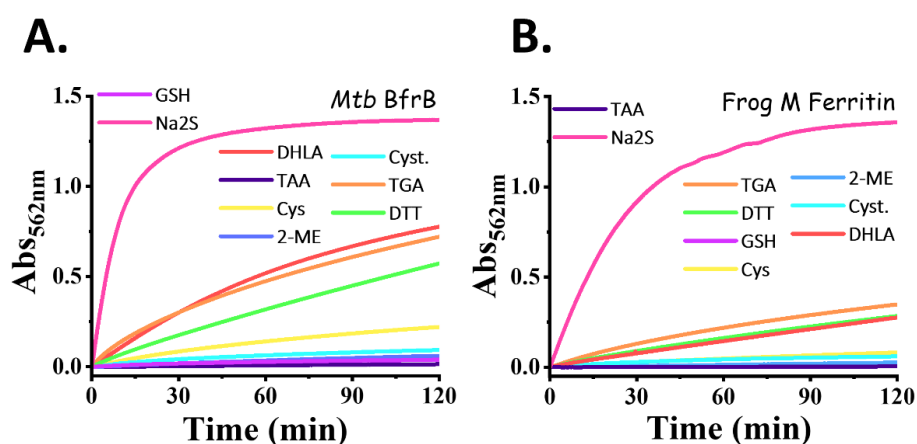 A.
GSH
Na2S
Mtb BfrB
DHLA
TAA
Cys
2-ME
Cyst.
TGA
DTT
Abs562nm
1.5
1.0
0.5
0.0
0
30
60
90
120
Time (min)
B.
TAA
Na2S
Frog M Ferritin
TGA
DTT
GSH
Cys
2-ME
Cyst.
DHLA
Abs562nm
1.5
1.0
0.5
0.0
0
30
60
90
120
Time (min)